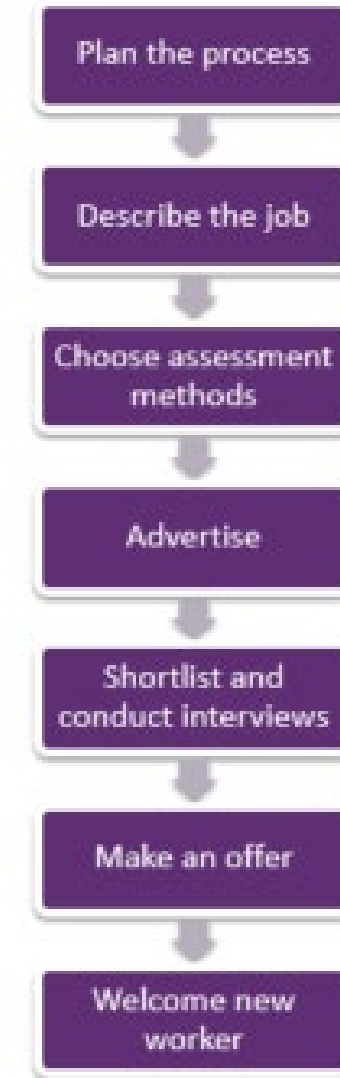 Plan the process
Describe the job
Choose assessment
methods
Advertise
Shortlist and
conduct interviews
Make an offer
Welcome new
worker